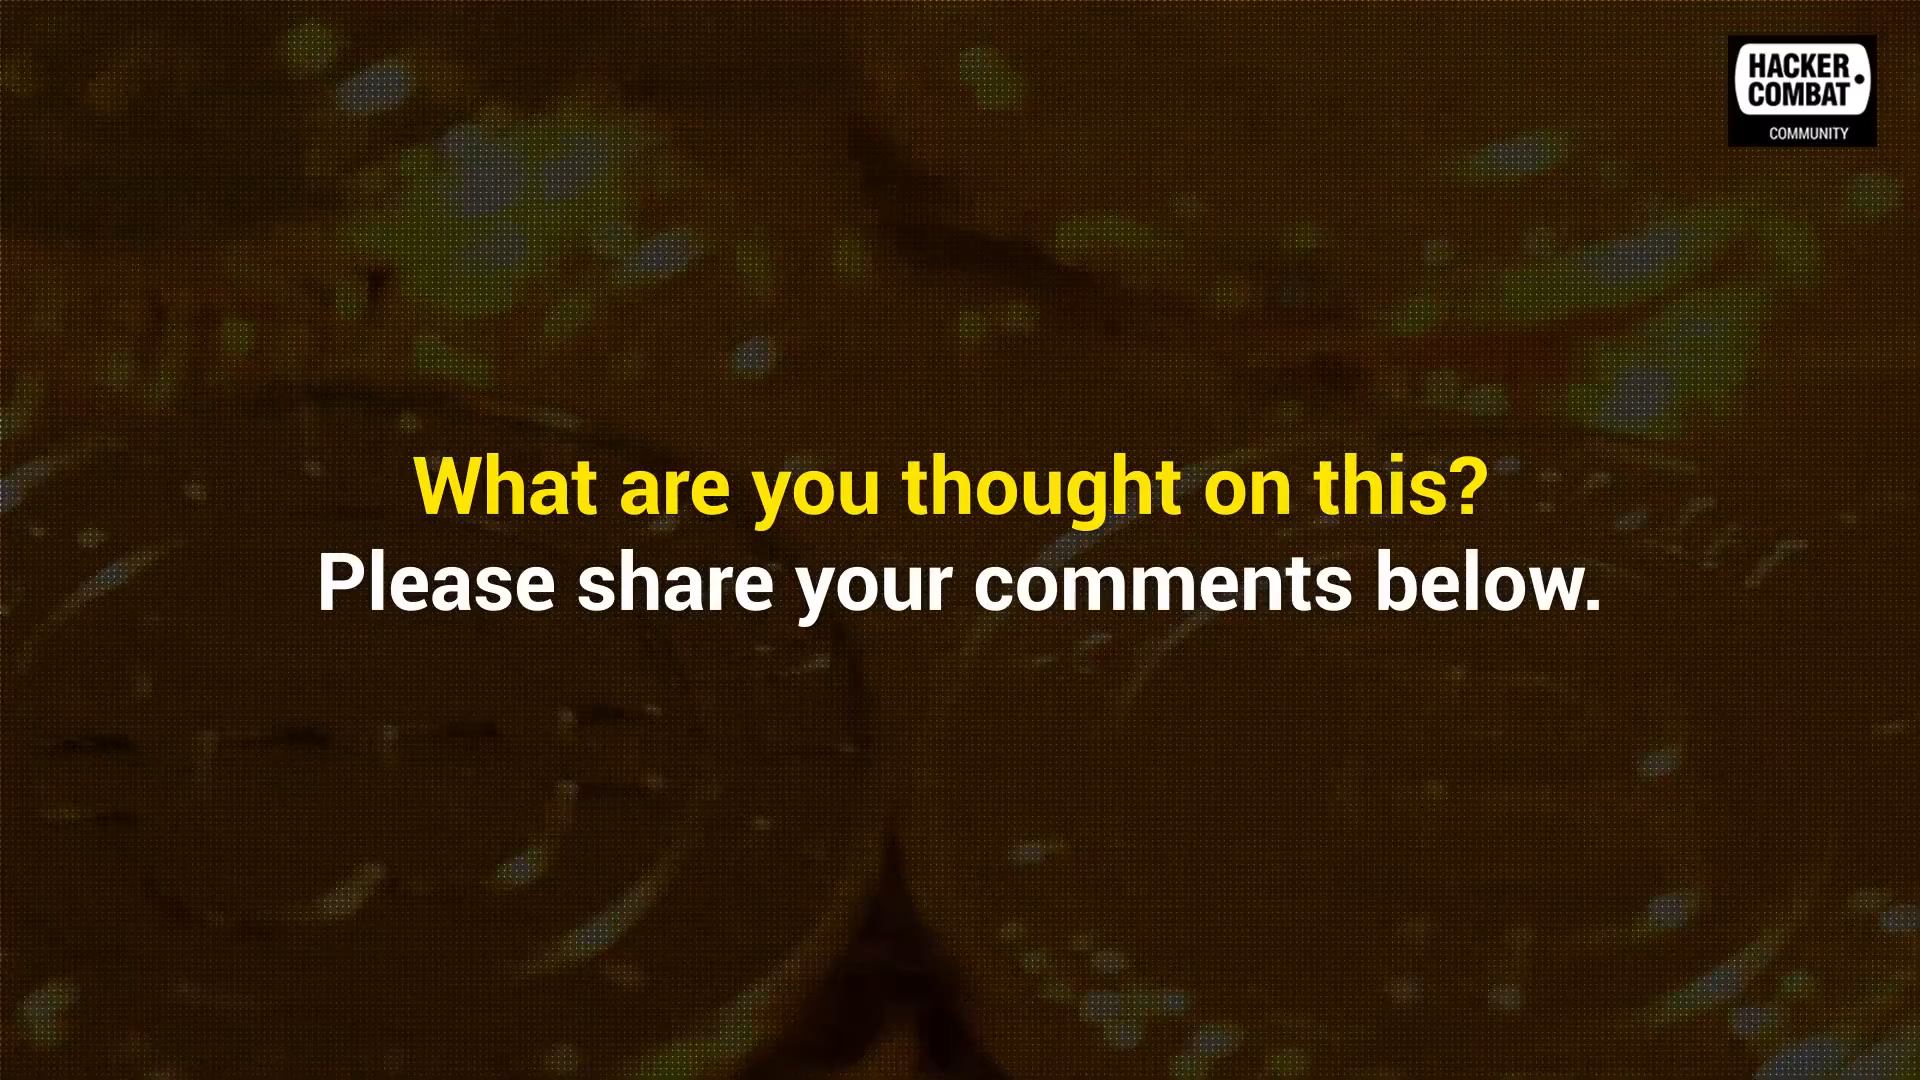 HACKER
COMBAT
COMMUNITY
What are you thought on this?
Please share your comments below.